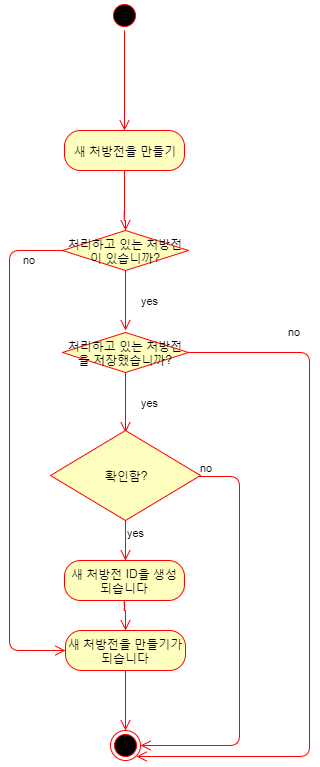 새 처방전을 만들기
처리하고 있는 처방전
이 있습니까?
no
yes
처리하고 있는 처방전
을 저장했습니까?
no
yes
확인함?
no
yes
새 처방전 ID을 생성
되습니다
새 처방전을 만들기가
되습니다